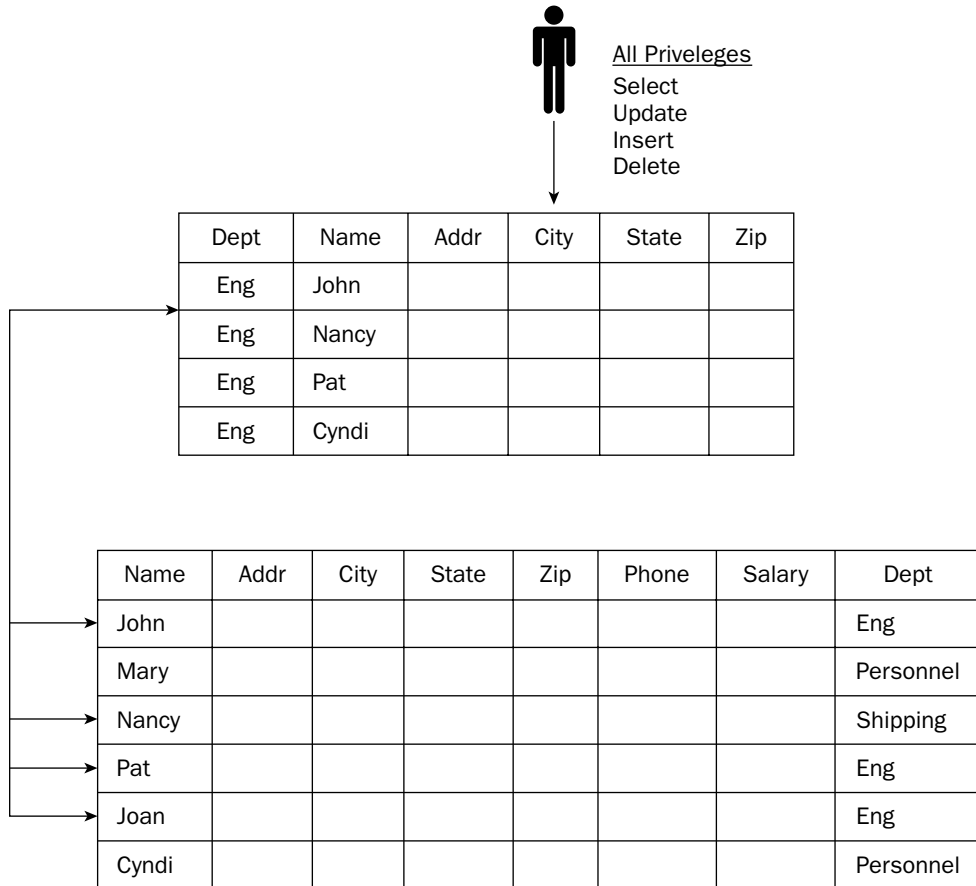 All Priveleges
Select
Update
Insert
Delete
Dept Name Addr City State Zip
Eng John
Eng Nancy
Eng Pat
Eng Cyndi
Name Addr City State Zip Phone Salary Dept
John Eng
Mary Personnel
Nancy Shipping
Pat Eng
Joan Eng
Cyndi Personnel